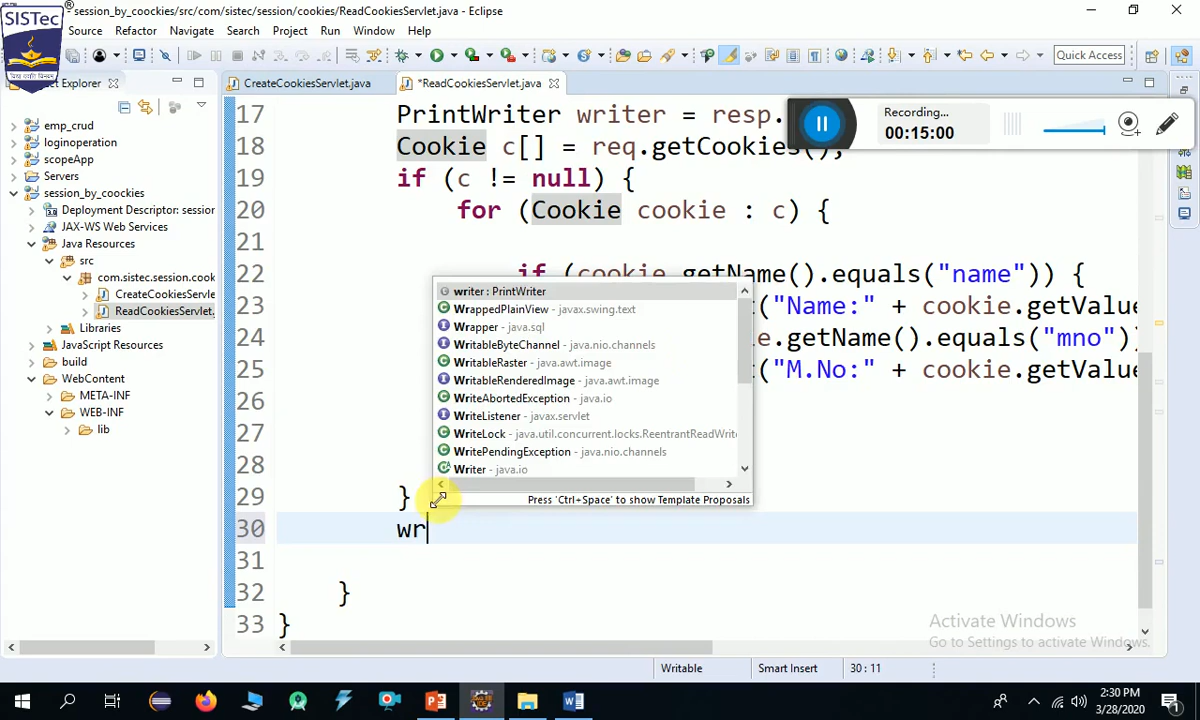 SISTec
®
- session_by_coockies/src/com/sistec/session/cookies/ReadCookiesServlet.java - Eclipse
Source Refactor Navigate Search Project Run Window Help
Quick Access
ct Explorer
CreateCookiesServlet.java
*ReadCookiesServlet.java
emp_crud
loginoperation
scopeApp
Servers
session_by_coockies
Deployment Descriptor: session
JAX-WS Web Services
Java Resources
src
com.sistec.session.cook
CreateCookiesServle
ReadCookiesServlet.
Libraries
JavaScript Resources
build
WebContent
META-INF
WEB-INF
lib
Recording...
00:15:00
17 PrintWriter writer = resp.
18 Cookie c[] = req.getCookies();
19 if (c != null) {
20 for (Cookie cookie : c) {
21
22 if (cookie.getName().equals("name")) {
23 t("Name:" + cookie.getValue
24 e.getName().equals("mno")
25 t("M.No:" + cookie.getValue
26
27
28
29 }
30 wr
31
32 }
33 }
writer : PrintWriter
WrappedPlainView - javax.swing.text
Wrapper - java.sql
WritableByteChannel - java.nio.channels
WritableRaster - java.awt.image
WritableRenderedImage - java.awt.image
WriteAbortedException - java.io
WriteListener - javax.servlet
WriteLock - java.util.concurrent.locks.ReentrantReadWrite
WritePendingException - java.nio.channels
Writer - java.io
Press 'Ctrl+Space' to show Template Proposals
Activate Windows
Go to Settings to activate Windows.
Writable
Smart Insert
30 : 11
2:30 PM
3/28/2020